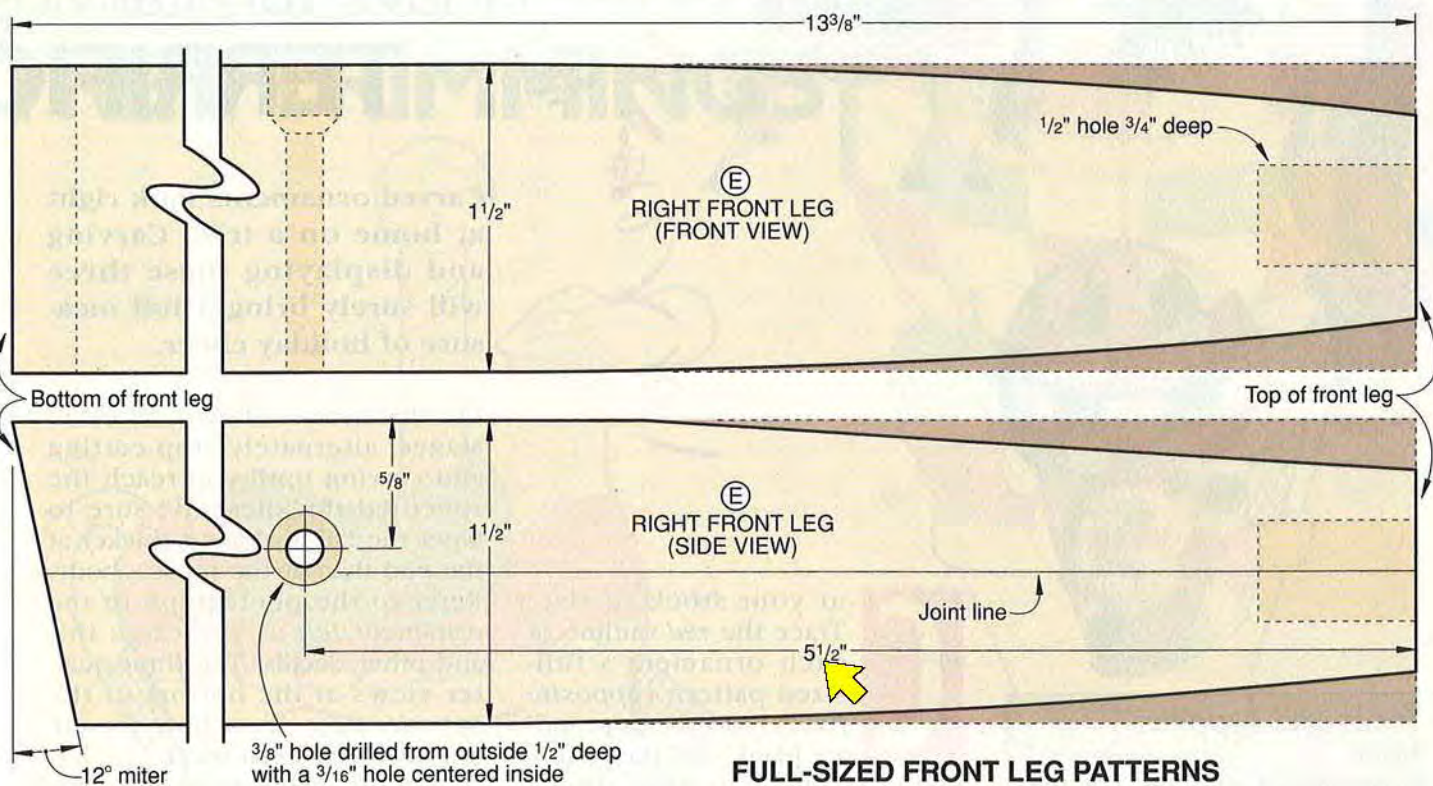 13 3/8"
1/2" hole 3/4" deep
1 1/2"
E
RIGHT FRONT LEG
(FRONT VIEW)
Bottom of front leg
Top of front leg
5/8"
1 1/2"
E
RIGHT FRONT LEG
(SIDE VIEW)
Joint line
5 1/2"
12° miter
3/8" hole drilled from outside 1/2" deep
with a 3/16" hole centered inside
FULL-SIZED FRONT LEG PATTERNS